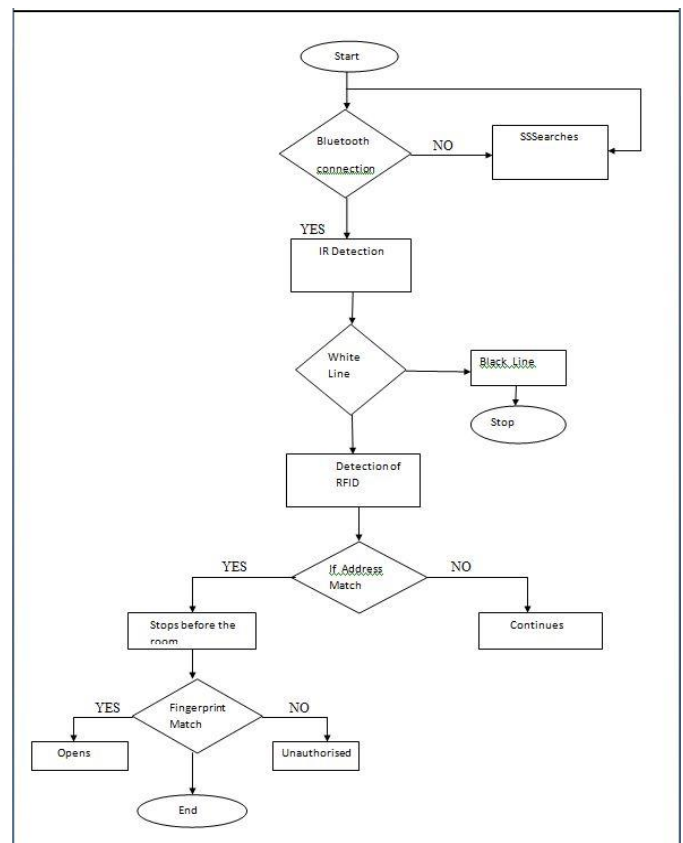 Start
Bluetooth
connection
NO
SSSearches
YES
IR Detection
White
Line
Black Line
Stop
Detection of
RFID
If Address
Match
YES
NO
Stops before the
room
Continues
Fingerprint
Match
YES
NO
Opens
Unauthorised
End